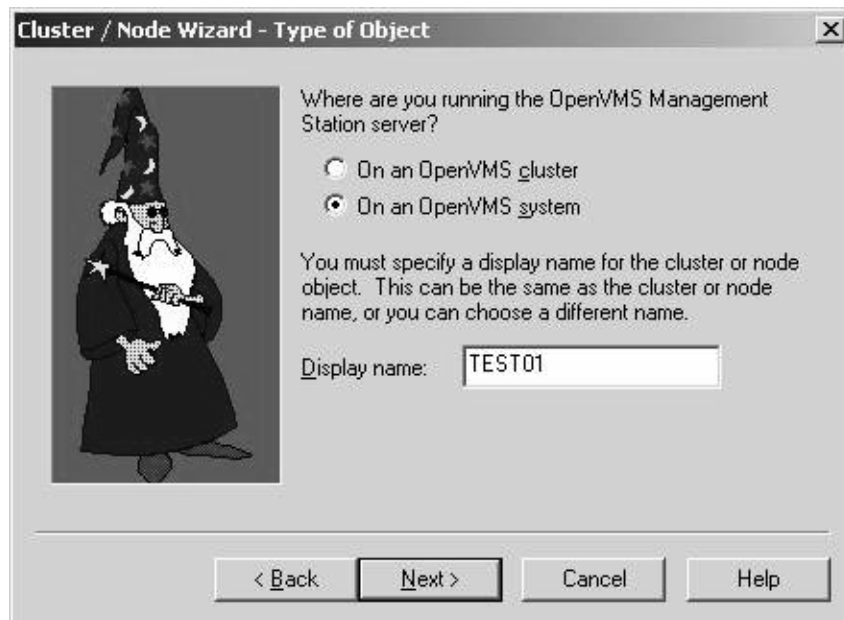 Cluster / Node Wizard - Type of Object
Where are you running the OpenVMS Management
Station server?
On an OpenVMS cluster
On an OpenVMS system
You must specify a display name for the cluster or node
object. This can be the same as the cluster or node
name, or you can choose a different name.
Display name: TEST01
< Back Next > Cancel Help